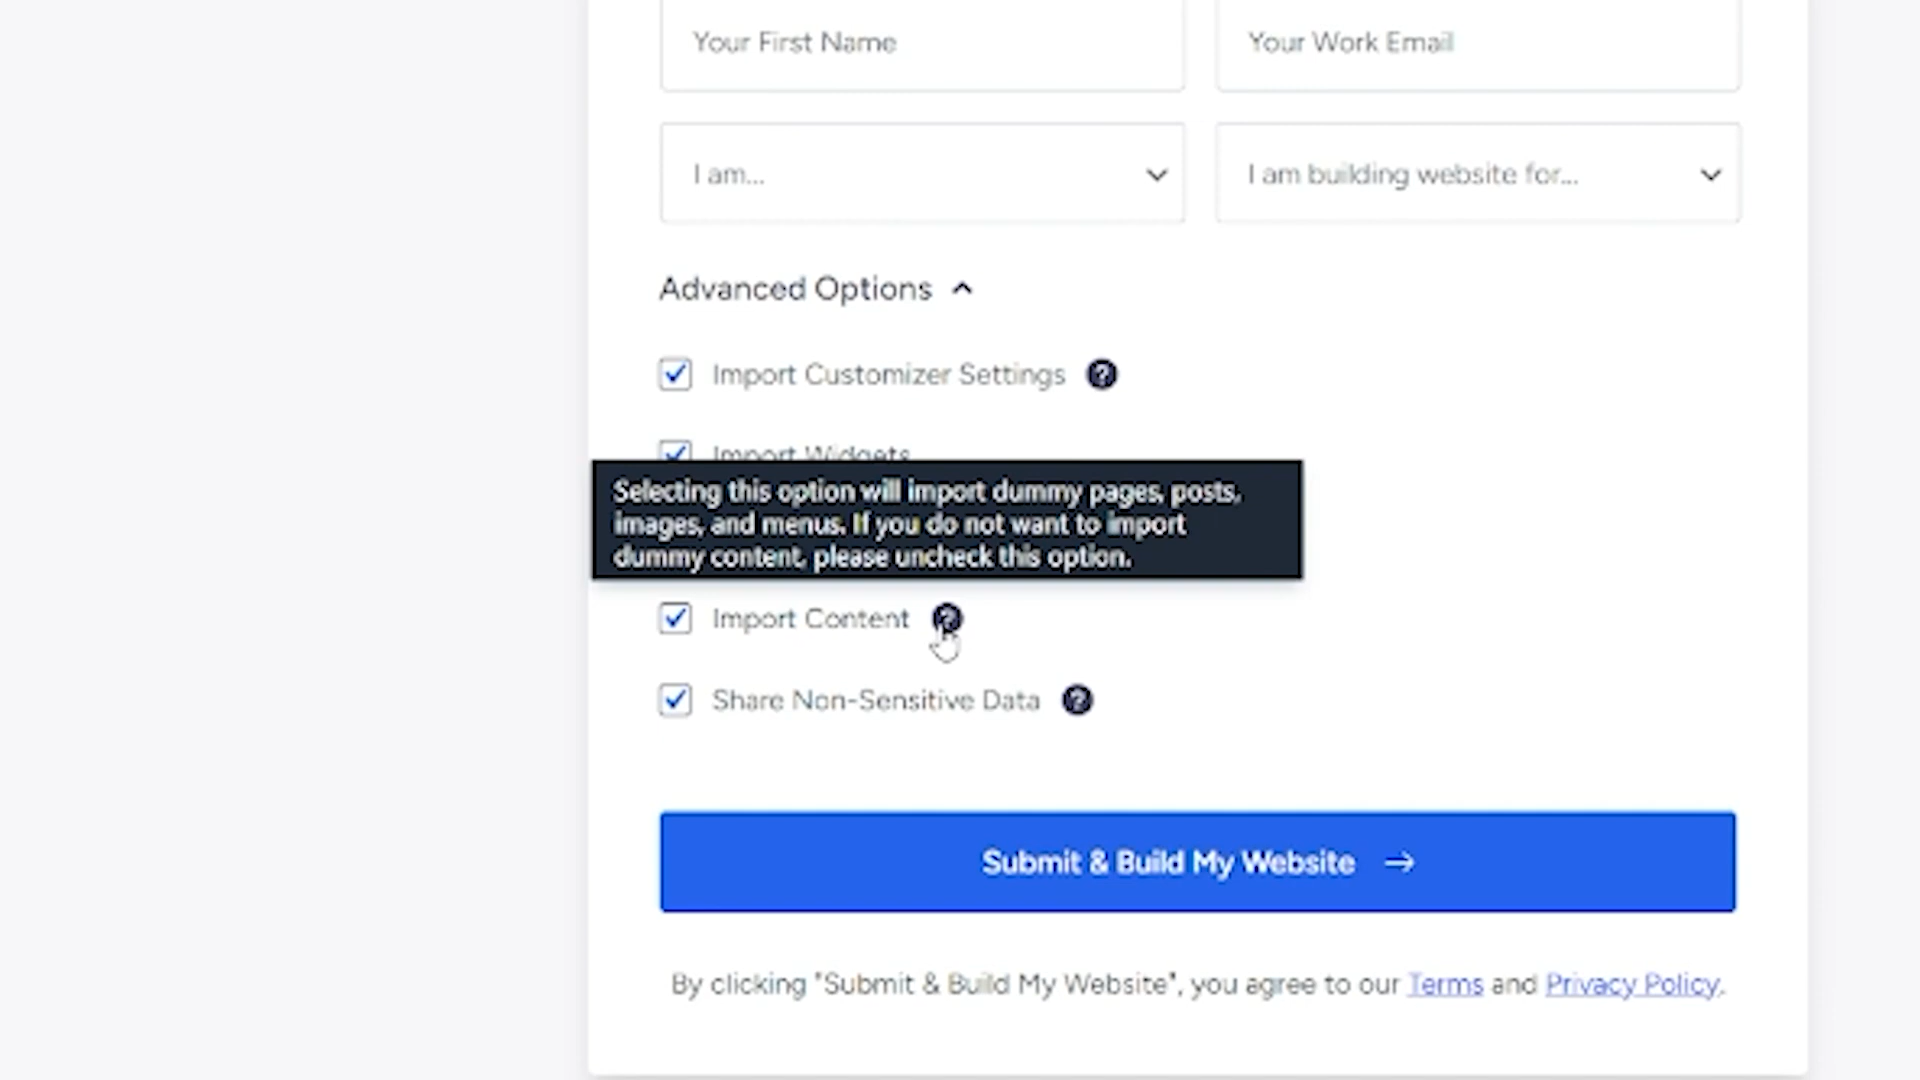 Your First Name
Your Work Email
I am...
I am building website for...
Advanced Options
Import Customizer Settings
Import Widgets
Selecting this option will import dummy pages, posts,
images, and menus. If you do not want to import
dummy content, please uncheck this option.
Import Content
Share Non-Sensitive Data
Submit & Build My Website
By clicking "Submit & Build My Website", you agree to our Terms and Privacy Policy.